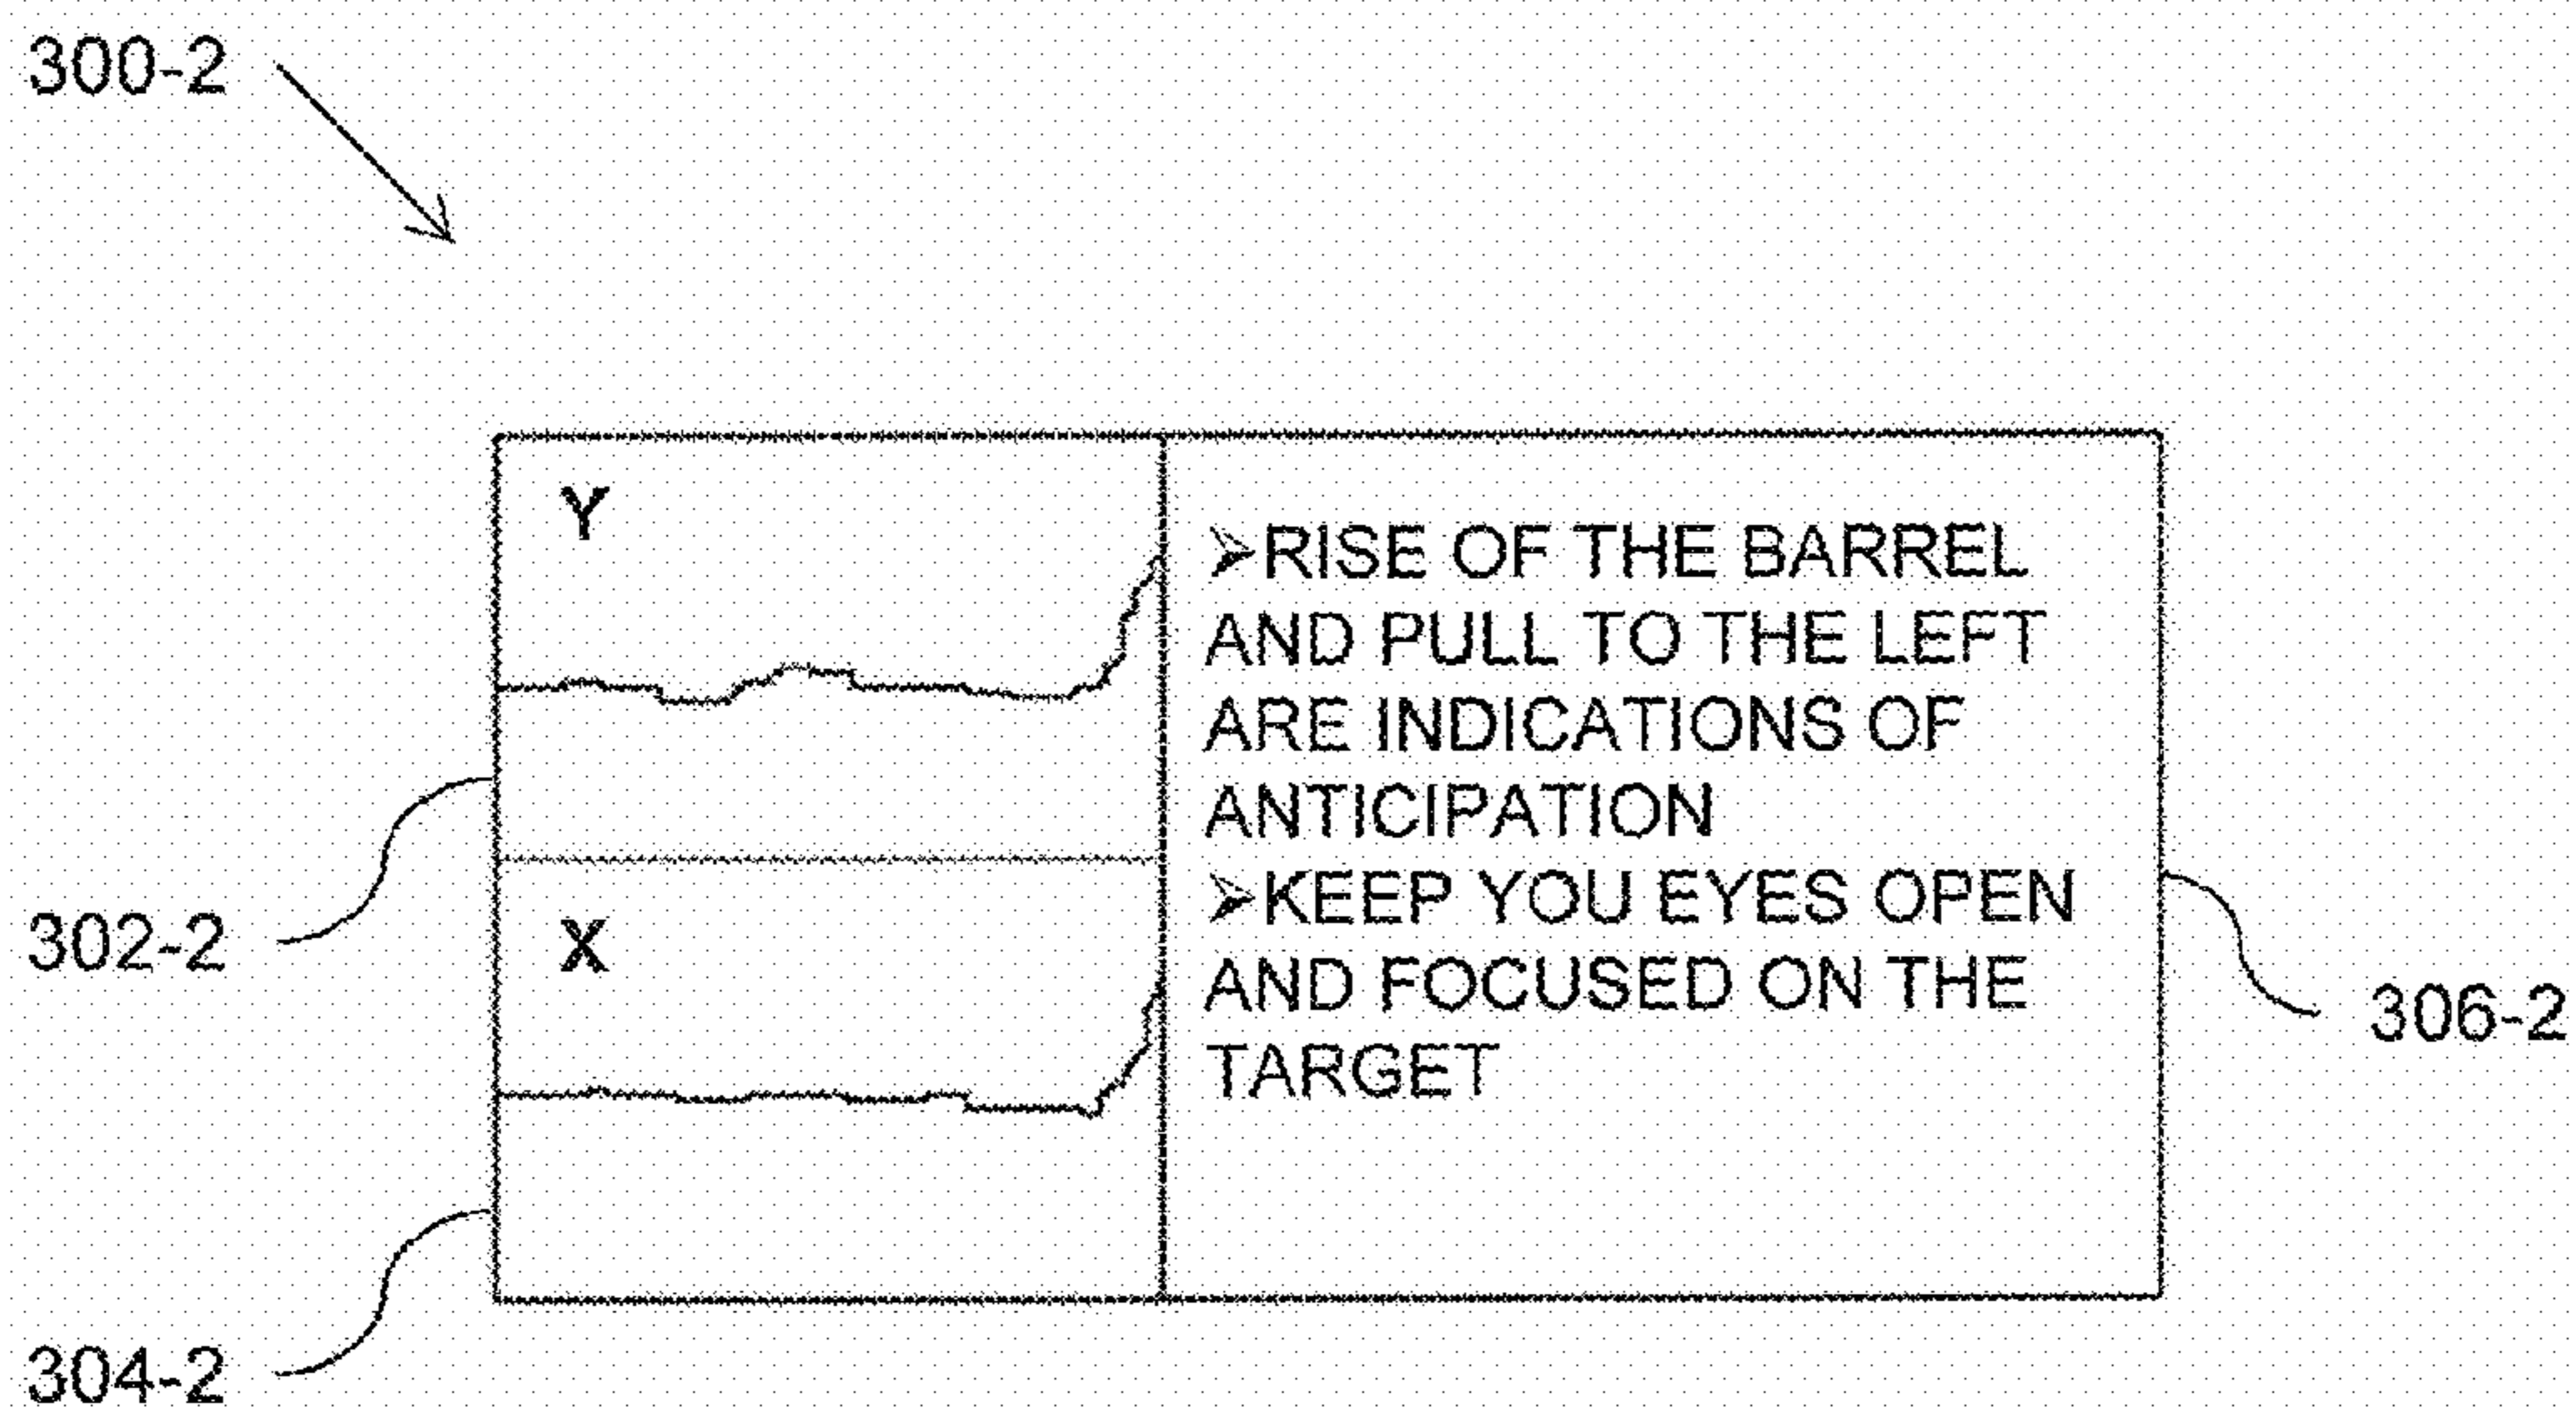 300-2
Y
➢RISE OF THE BARREL
AND PULL TO THE LEFT
ARE INDICATIONS OF
ANTICIPATION
➢KEEP YOU EYES OPEN
AND FOCUSED ON THE
TARGET
X
302-2
306-2
304-2